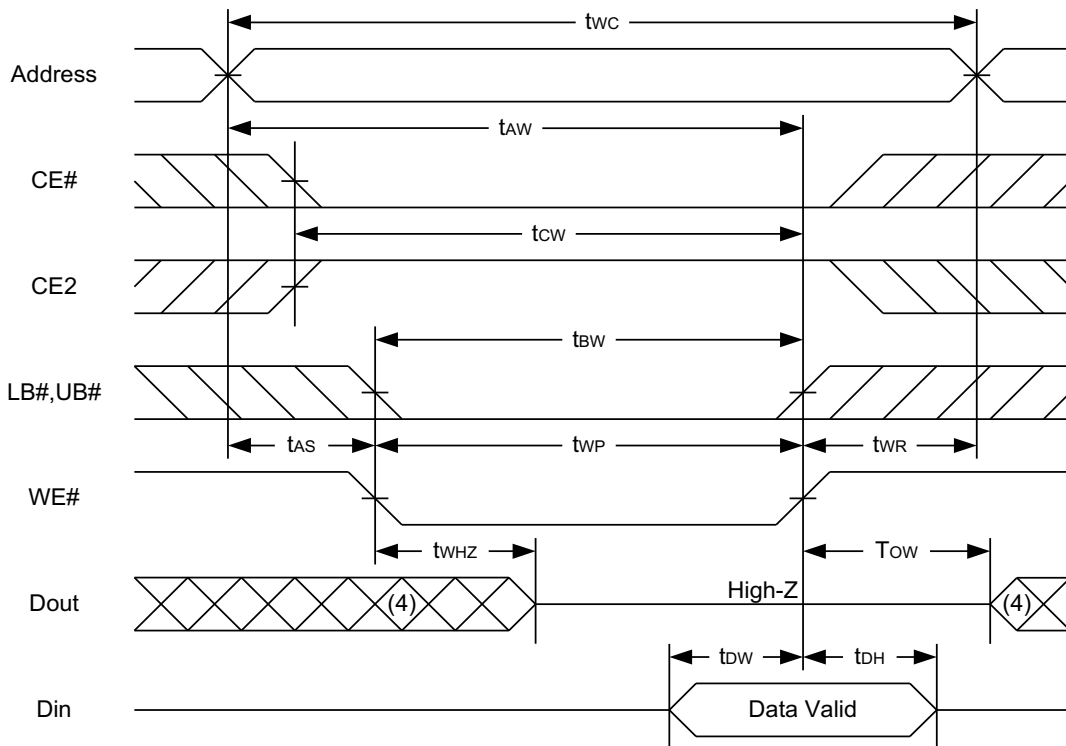 tWC
Address
tAW
CE#
tCW
CE2
tBW
LB#,UB#
tAS
tWP
tWR
WE#
tWHZ
TOW
Dout
(4)
High-Z
(4)
tDW
tDH
Din
Data Valid